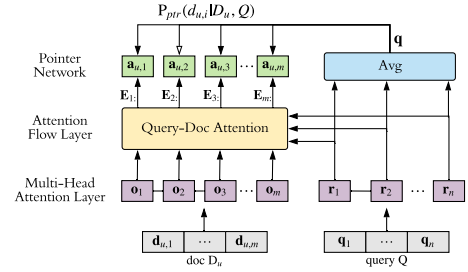 P_ptr(d_u,i|D_u, Q)
q
Pointer Network
a_u,1 a_u,2 a_u,3 ··· a_u,m
Avg
E_1: E_2: E_3: E_m:
Attention Flow Layer
Query-Doc Attention
Multi-Head Attention Layer
o_1 o_2 o_3 ··· o_m
r_1 r_2 ··· r_n
d_u,1 ··· d_u,m
q_1 ··· q_n
doc D_u
query Q